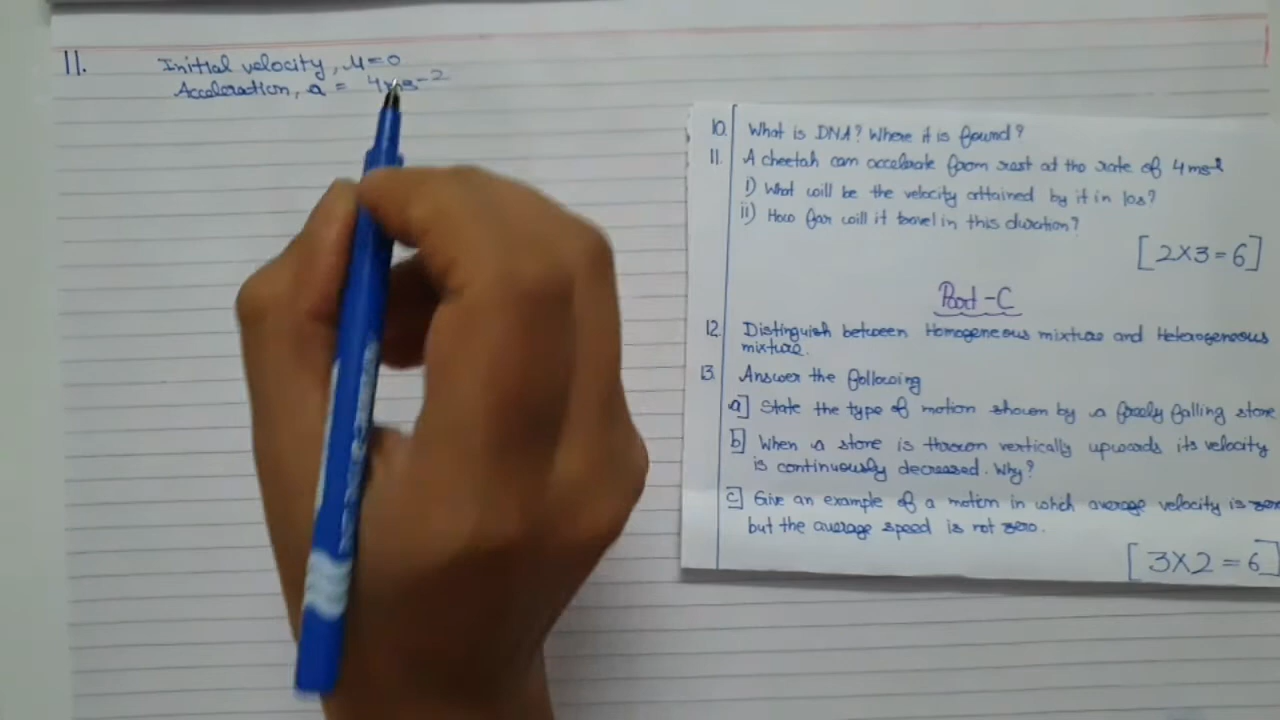 11. Initial velocity, u = 0
Acceleration, a = 4ms⁻²
10. What is DNA? Where it is found?
11. A cheetah can accelerate from rest at the rate of 4ms⁻²
i) What will be the velocity attained by it in 10s?
ii) How far will it travel in this duration?
[2×3=6]
Part-C
12. Distinguish between Homogeneous mixture and Heterogeneous
mixture.
13. Answer the following
a] State the type of motion shown by a freely falling stone
b] When a stone is thrown vertically upwards its velocity
is continuously decreased. Why?
c] Give an example of a motion in which average velocity is zero
but the average speed is not zero.
[3×2=6]